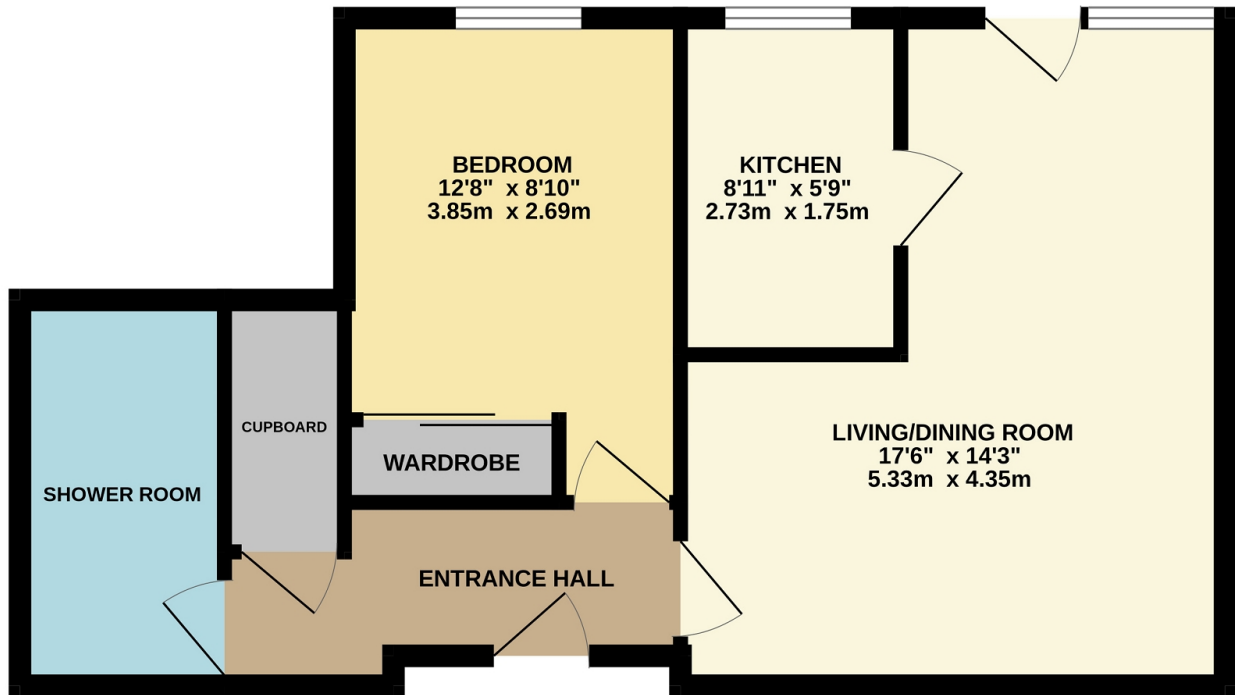 BEDROOM
12'8" x 8'10"
3.85m x 2.69m
KITCHEN
8'11" x 5'9"
2.73m x 1.75m
CUPBOARD
WARDROBE
LIVING/DINING ROOM
17'6" x 14'3"
5.33m x 4.35m
SHOWER ROOM
ENTRANCE HALL